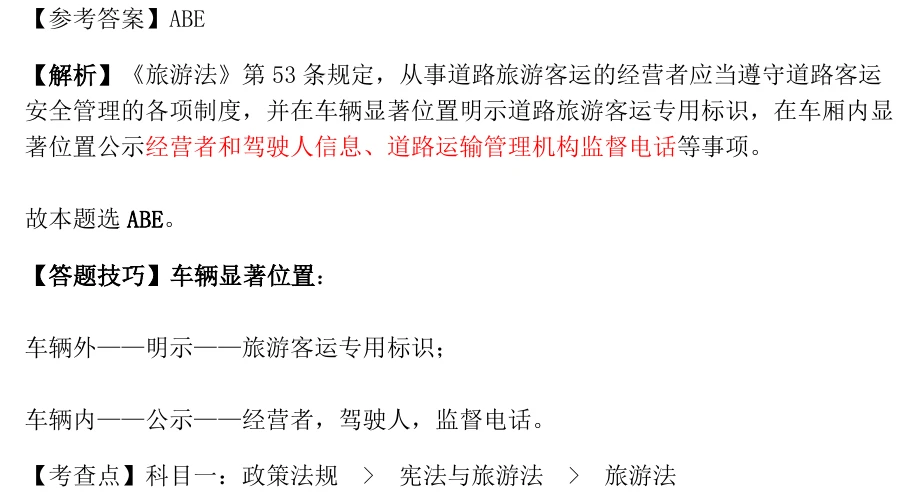 【参考答案】ABE
【解析】《旅游法》第 53 条规定，从事道路旅游客运的经营者应当遵守道路客运
安全管理的各项制度，并在车辆显著位置明示道路旅游客运专用标识，在车厢内显
著位置公示经营者和驾驶人信息、道路运输管理机构监督电话等事项。
故本题选 ABE。
【答题技巧】车辆显著位置：
车辆外——明示——旅游客运专用标识；
车辆内——公示——经营者，驾驶人，监督电话。
【考查点】科目一：政策法规 > 宪法与旅游法 > 旅游法